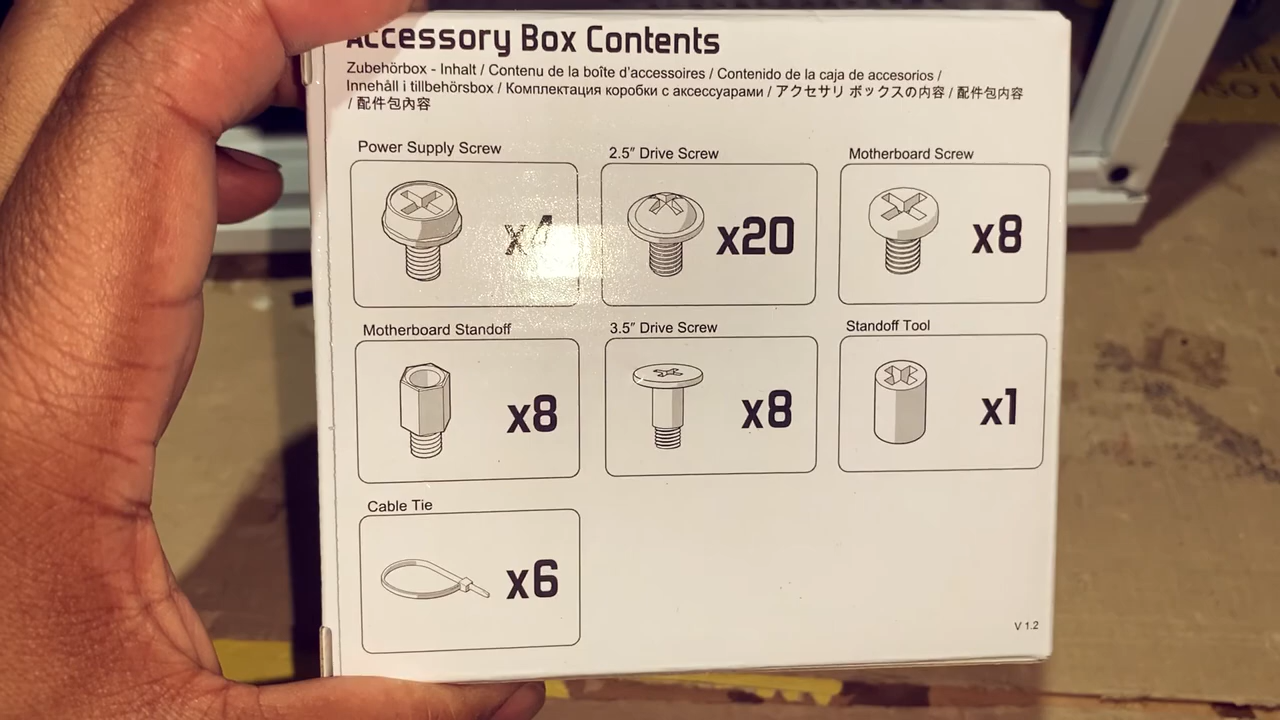 Accessory Box Contents
Zubehörbox - Inhalt / Contenu de la boîte d'accessoires / Contenido de la caja de accesorios /
Innehåll i tillbehörsbox / Комплектация коробки с аксессуарами / アクセサリ ボックスの内容 / 配件包内容
/ 配件包內容
Power Supply Screw
x4
2.5" Drive Screw
x20
Motherboard Screw
x8
Motherboard Standoff
x8
3.5" Drive Screw
x8
Standoff Tool
x1
Cable Tie
x6
V 1.2